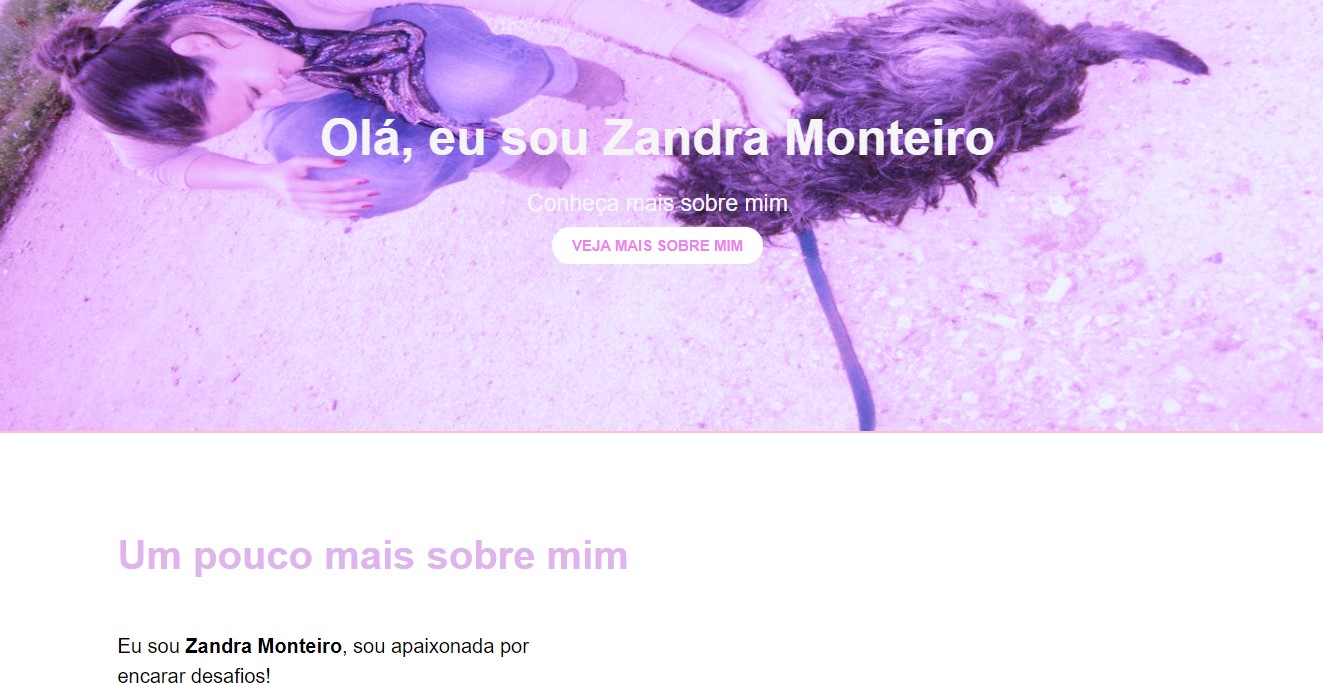 Olá, eu sou Zandra Monteiro
Conheça mais sobre mim
VEJA MAIS SOBRE MIM
Um pouco mais sobre mim
Eu sou Zandra Monteiro, sou apaixonada por
encarar desafios!